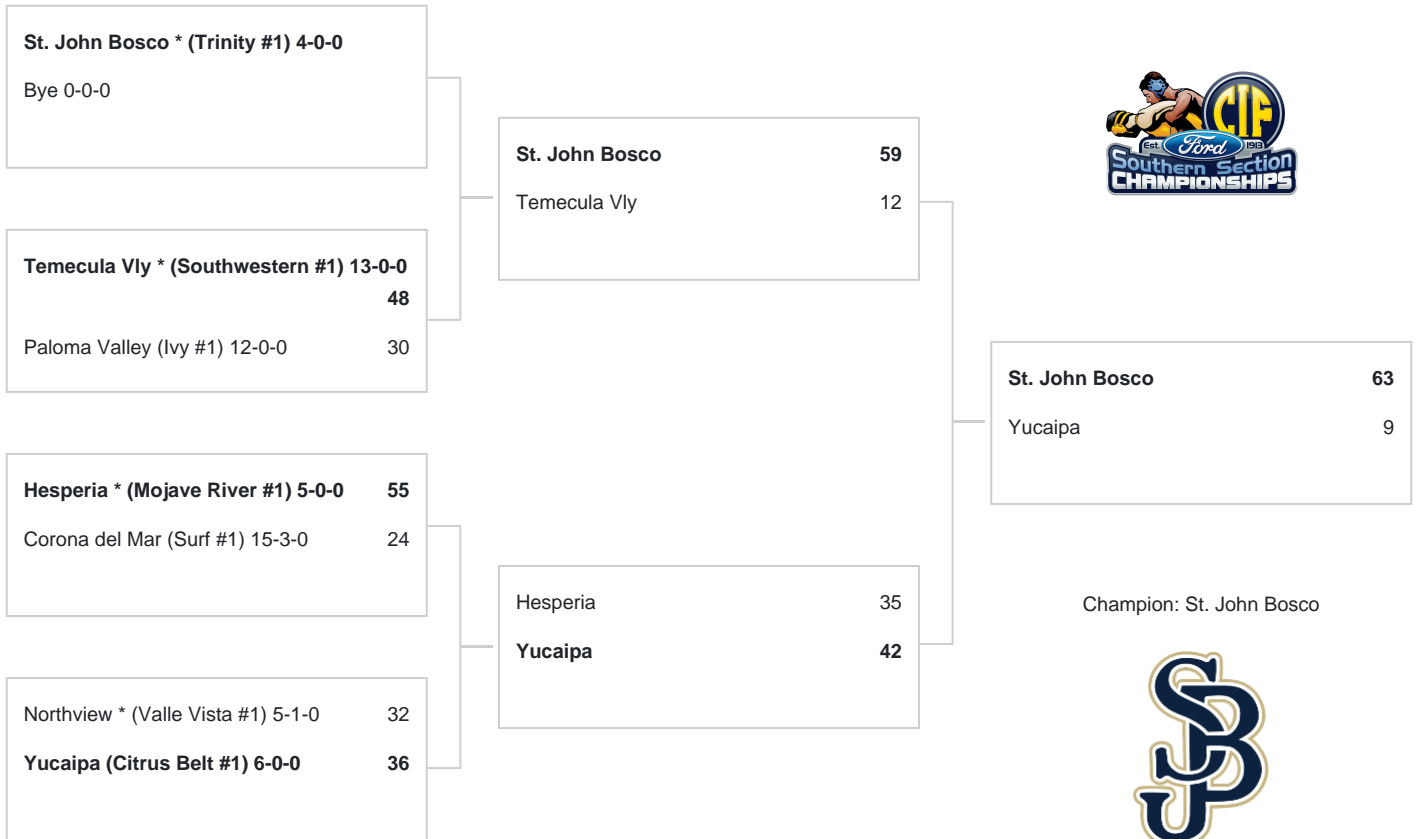 St. John Bosco * (Trinity #1) 4-0-0
Bye 0-0-0
Temecula Vly * (Southwestern #1) 13-0-0
48
Paloma Valley (Ivy #1) 12-0-0 30
Hesperia * (Mojave River #1) 5-0-0 55
Corona del Mar (Surf #1) 15-3-0 24
Northview * (Valle Vista #1) 5-1-0 32
Yucaipa (Citrus Belt #1) 6-0-0 36
St. John Bosco 59
Temecula Vly 12
Hesperia 35
Yucaipa 42
CIF
Est. Ford 1913
Southern Section
CHAMPIONSHIPS
St. John Bosco 63
Yucaipa 9
Champion: St. John Bosco
SJB